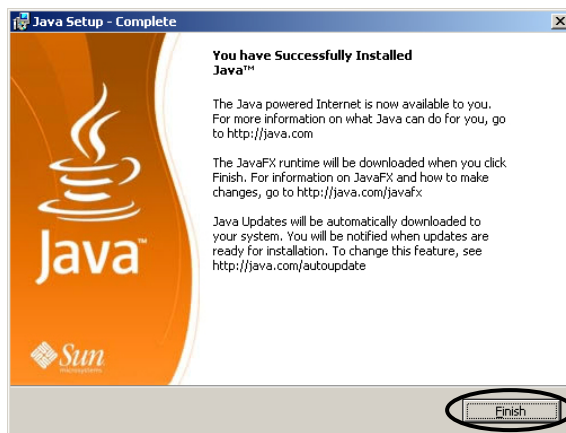 Java Setup - Complete
You have Successfully Installed
Java™
The Java powered Internet is now available to you.
For more information on what Java can do for you, go
to http://java.com
The JavaFX runtime will be downloaded when you click
Finish. For information on JavaFX and how to make
changes, go to http://java.com/javafx
Java Updates will be automatically downloaded to
your system. You will be notified when updates are
ready for installation. To change this feature, see
http://java.com/autoupdate
Java™
Sun
microsystems
Finish